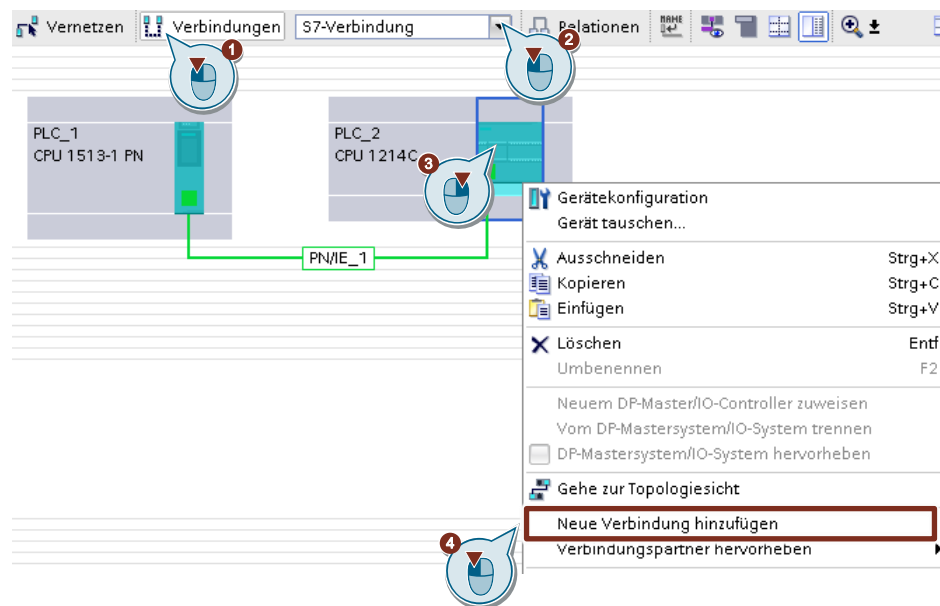 Vernetzen Verbindungen S7-Verbindung Relationen
1
2
PLC_1
CPU 1513-1 PN
PLC_2
CPU 1214C
3
PN/IE_1
Gerätekonfiguration
Gerät tauschen...
Ausschneiden Strg+X
Kopieren Strg+C
Einfügen Strg+V
Löschen Entf
Umbenennen F2
Neuem DP-Master/IO-Controller zuweisen
Vom DP-Mastersystem/IO-System trennen
DP-Mastersystem/IO-System hervorheben
Gehe zur Topologiesicht
Neue Verbindung hinzufügen
4
Verbindungspartner hervorheben